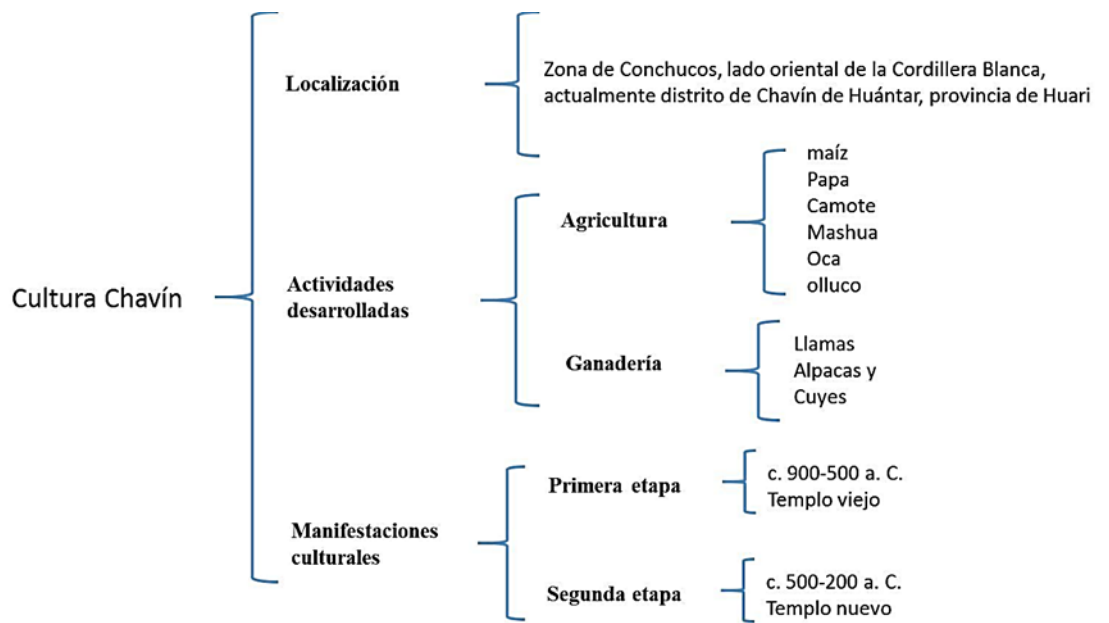 Cultura Chavín
Localización
Zona de Conchucos, lado oriental de la Cordillera Blanca,
actualmente distrito de Chavín de Huántar, provincia de Huari
Actividades
desarrolladas
Agricultura
maíz
Papa
Camote
Mashua
Oca
olluco
Ganadería
Llamas
Alpacas y
Cuyes
Manifestaciones
culturales
Primera etapa
c. 900-500 a. C.
Templo viejo
Segunda etapa
c. 500-200 a. C.
Templo nuevo